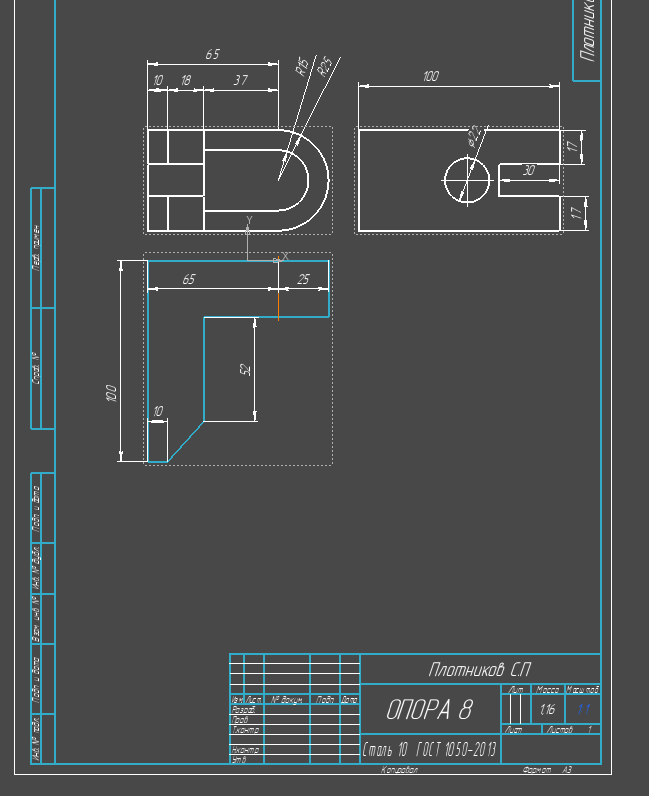 Плотников
65
R15
R25
10
18
37
100
⌀22
17
30
17
Y
X
65
25
100
52
10
Перв. примен.
Справ. №
Подп. и дата
Инв. № дубл.
Взам. инв. №
Подп. и дата
Инв. № подл.
Плотников С.П
ОПОРА 8
Лит.
Масса
Масштаб
1,16
1:1
Изм.
Лист
№ докум.
Подп.
Дата
Разраб.
Пров.
Т.контр.
Лист
Листов 1
Н.контр.
Утв.
Сталь 10 ГОСТ 1050-2013
Копировал
Формат А3